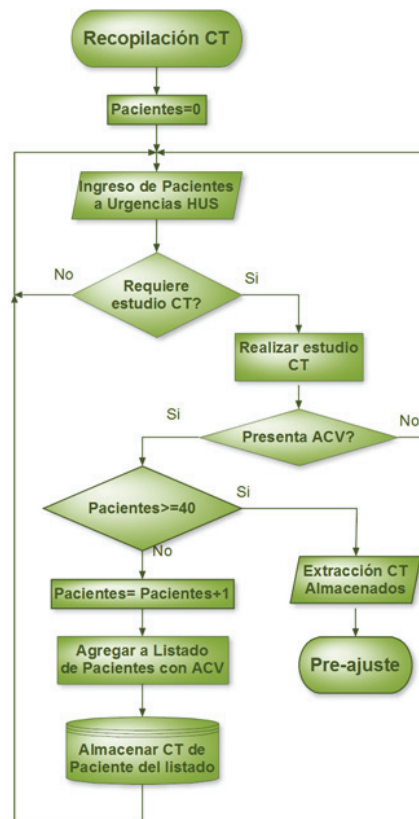 Recopilación CT
Pacientes=0
Ingreso de Pacientes
a Urgencias HUS
No
Si
Requiere
estudio CT?
Realizar estudio
CT
Si
No
Presenta ACV?
Si
Pacientes>=40
No
Pacientes= Pacientes+1
Extracción CT
Almacenados
Agregar a Listado
de Pacientes con ACV
Pre-ajuste
Almacenar CT de
Paciente del listado